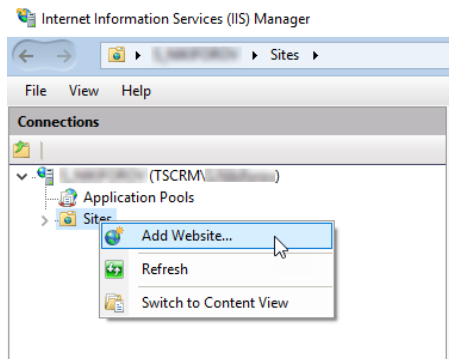 Internet Information Services (IIS) Manager
Sites
File View Help
Connections
(TSCRM\ )
Application Pools
Sites
Add Website...
Refresh
Switch to Content View